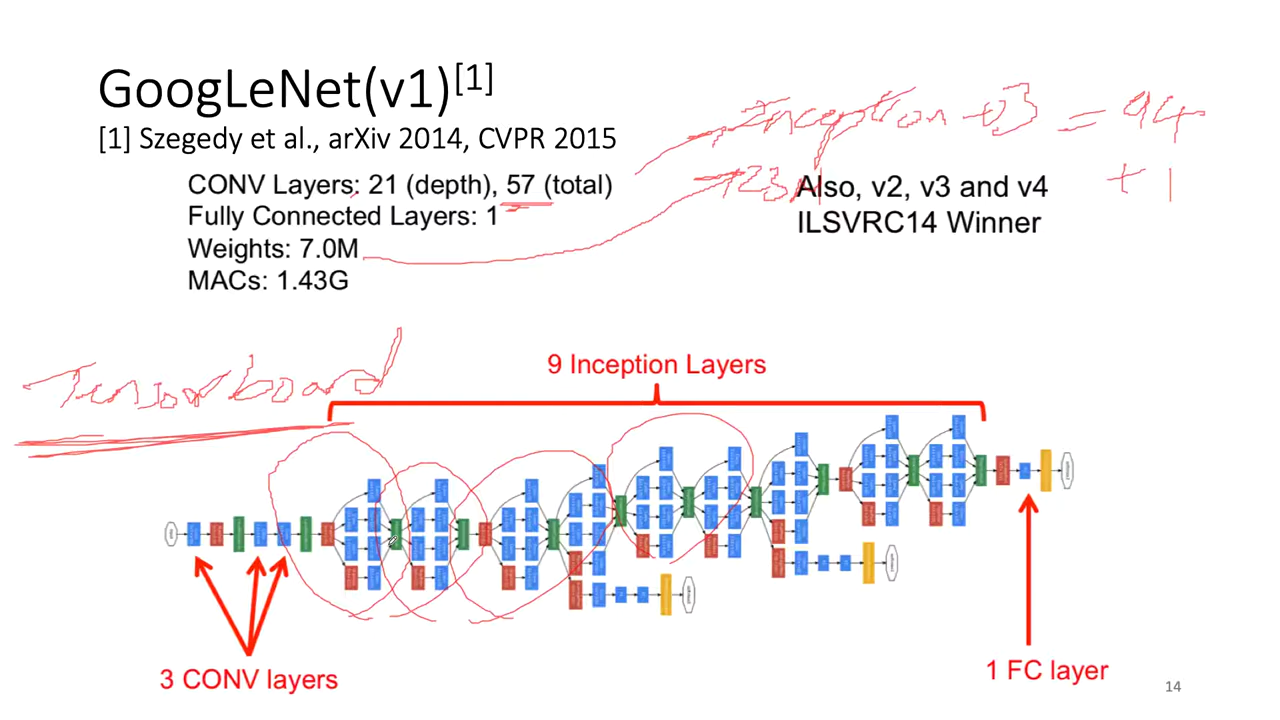 GoogLeNet(v1)[1]
[1] Szegedy et al., arXiv 2014, CVPR 2015
Inception v3 = 94
+ 1
23M
CONV Layers: 21 (depth), 57 (total)
Fully Connected Layers: 1
Weights: 7.0M
MACs: 1.43G
Also, v2, v3 and v4
ILSVRC14 Winner
Tensorboard
9 Inception Layers
3 CONV layers
1 FC layer
14